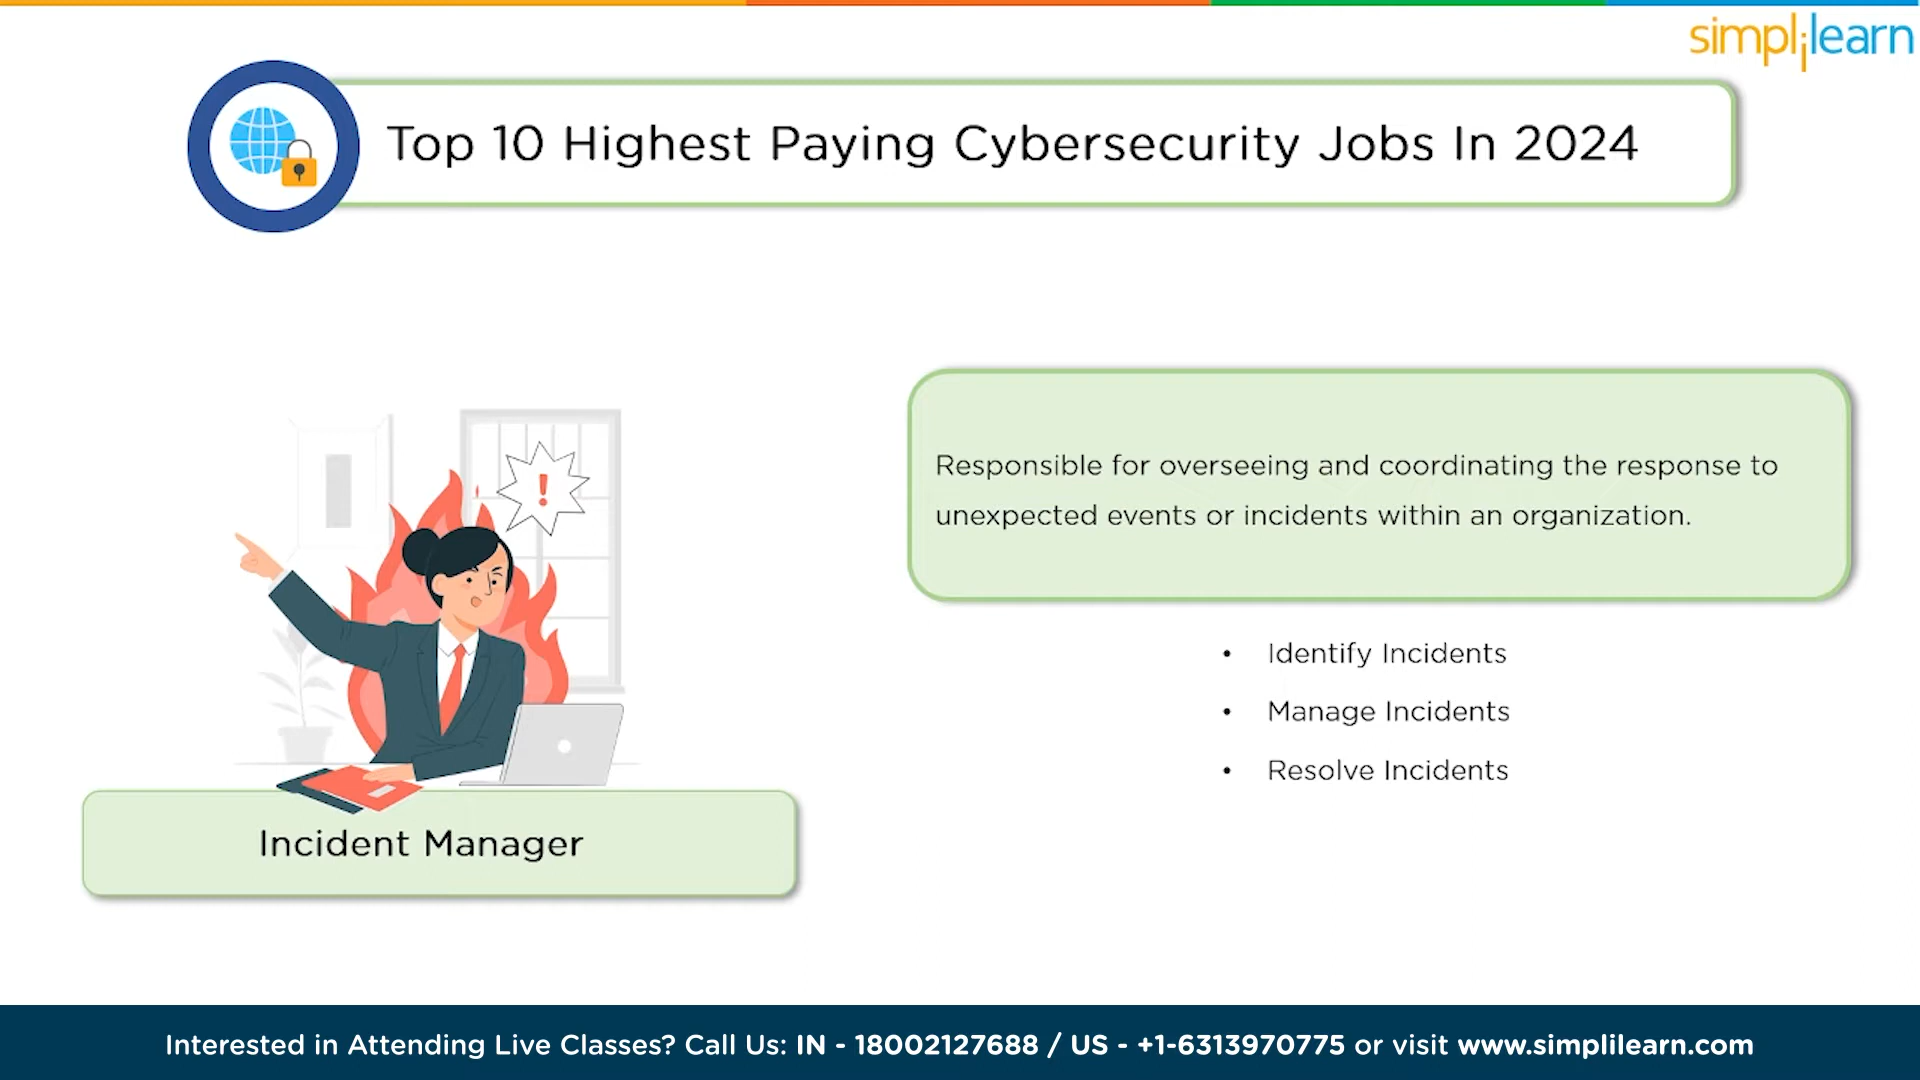 simplilearn
Top 10 Highest Paying Cybersecurity Jobs In 2024
!
Responsible for overseeing and coordinating the response to
unexpected events or incidents within an organization.
• Identify Incidents
• Manage Incidents
• Resolve Incidents
Incident Manager
Interested in Attending Live Classes? Call Us: IN - 18002127688 / US - +1-6313970775 or visit www.simplilearn.com